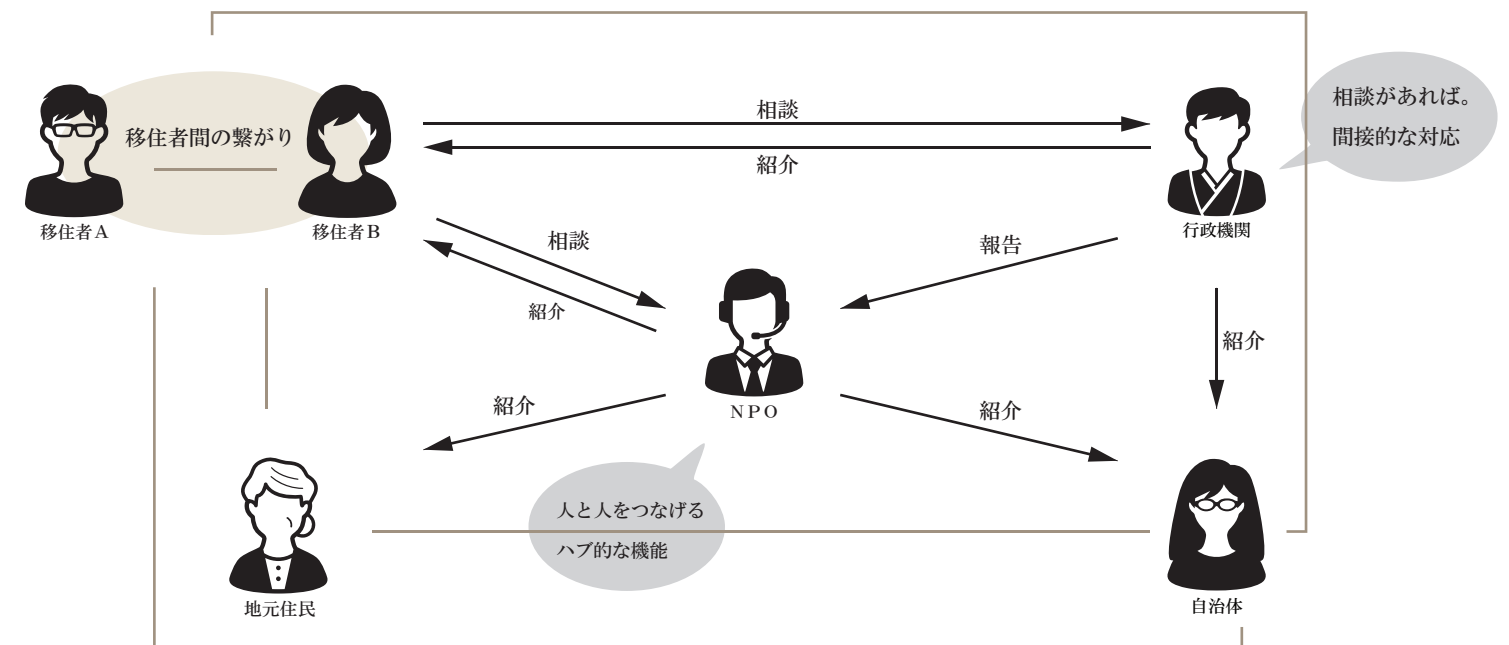 相談
相談があれば。
間接的な対応
移住者間の繋がり
紹介
移住者A
移住者B
行政機関
相談
報告
紹介
紹介
NPO
紹介
紹介
人と人をつなげる
ハブ的な機能
地元住民
自治体